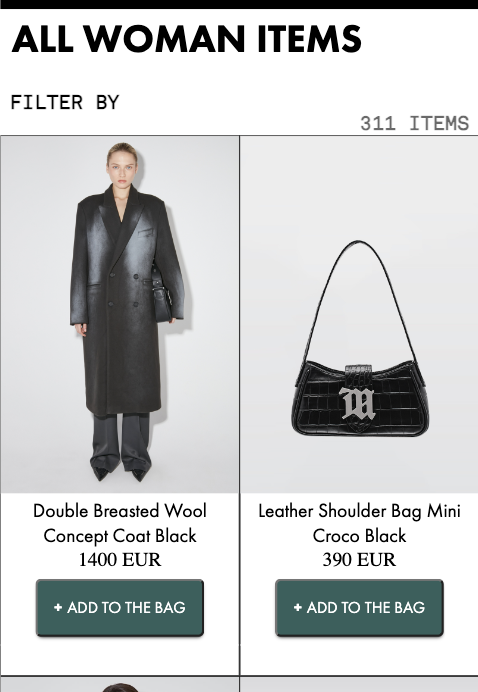 ALL WOMAN ITEMS
FILTER BY
311 ITEMS
Double Breasted Wool
Concept Coat Black
1400 EUR
+ ADD TO THE BAG
Leather Shoulder Bag Mini
Croco Black
390 EUR
+ ADD TO THE BAG